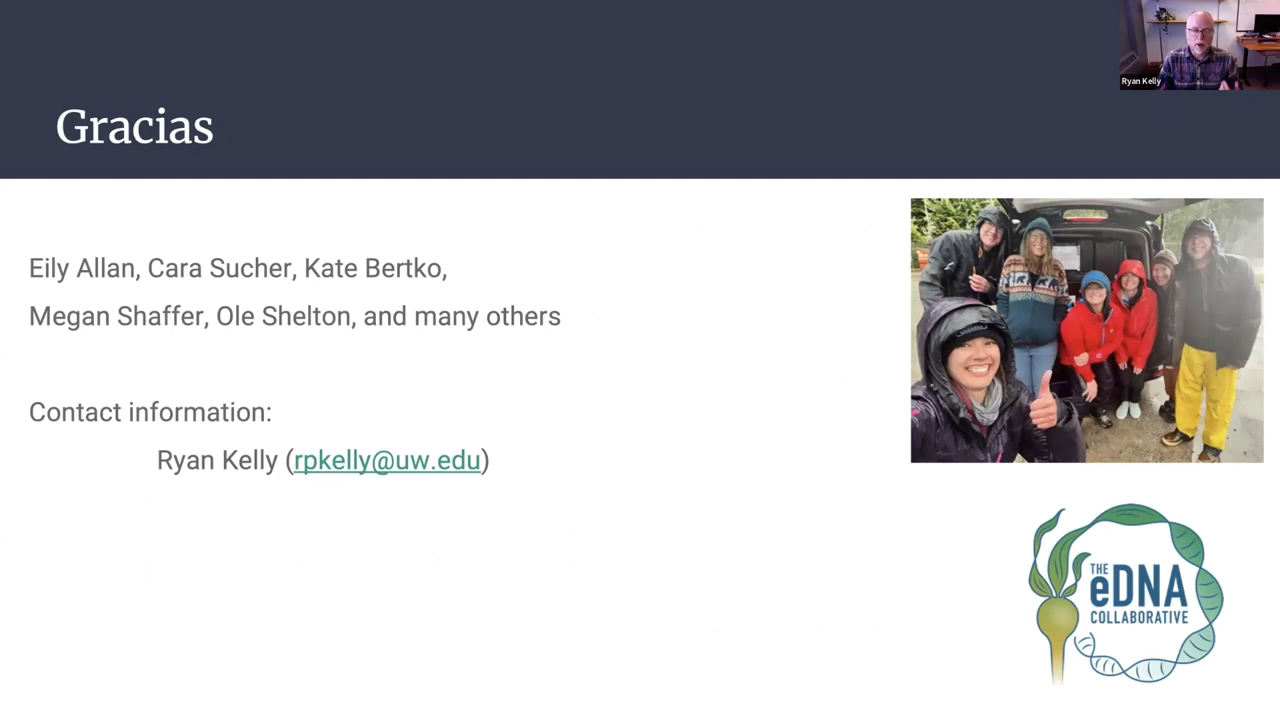 Ryan Kelly
Gracias
Eily Allan, Cara Sucher, Kate Bertko,
Megan Shaffer, Ole Shelton, and many others
Contact information:
Ryan Kelly (rpkelly@uw.edu)
THE
eDNA
COLLABORATIVE